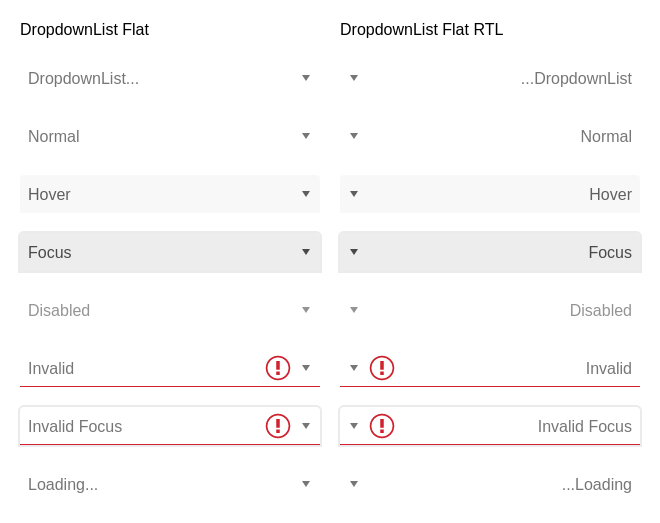 DropdownList Flat
DropdownList Flat RTL
DropdownList...
...DropdownList
Normal
Normal
Hover
Hover
Focus
Focus
Disabled
Disabled
Invalid
Invalid
Invalid Focus
Invalid Focus
Loading...
...Loading